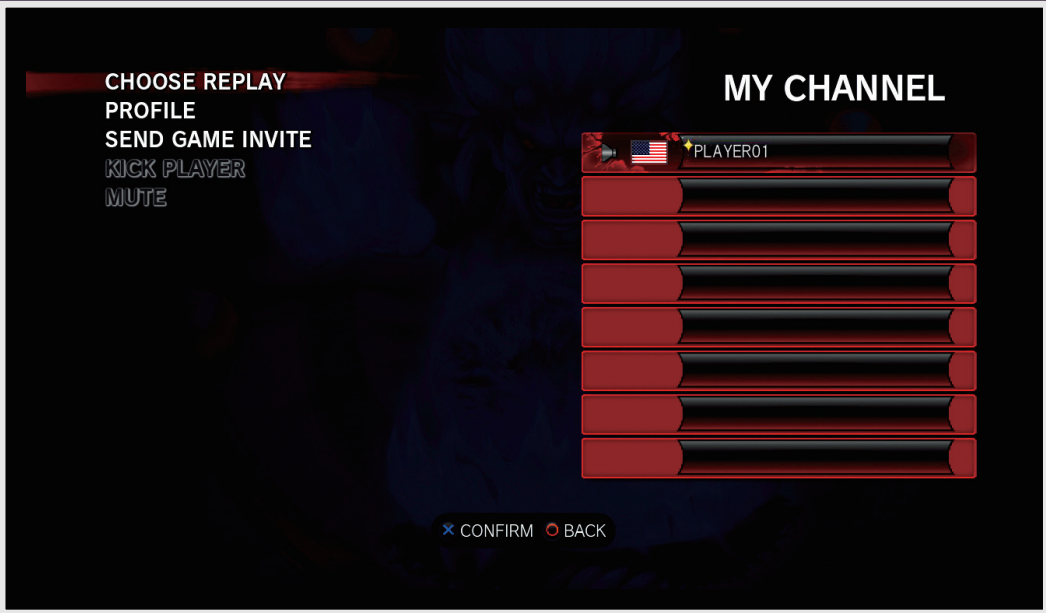 CHOOSE REPLAY
PROFILE
SEND GAME INVITE
KICK PLAYER
MUTE
MY CHANNEL
PLAYER01
CONFIRM BACK